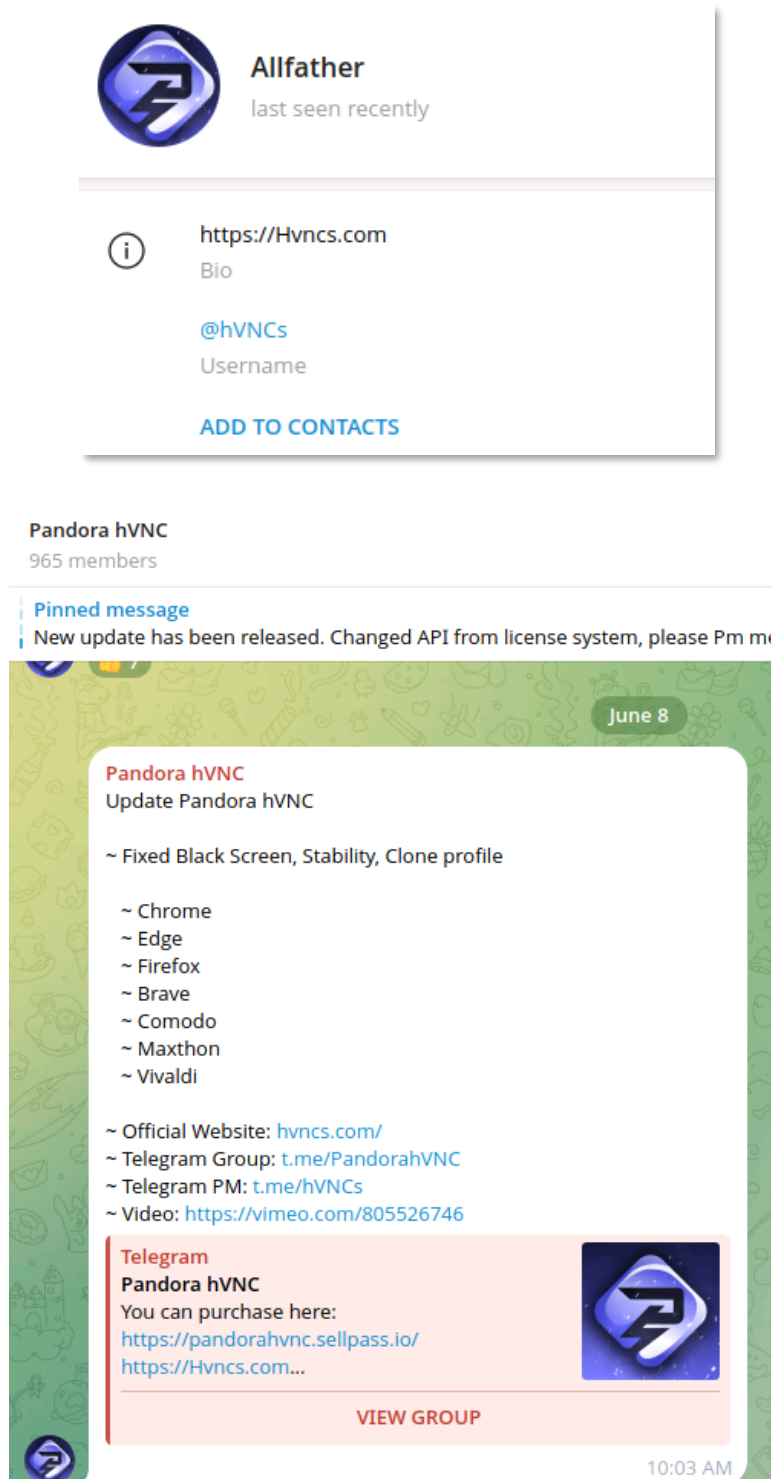 Allfather
last seen recently
https://Hvncs.com
Bio
@hVNCs
Username
ADD TO CONTACTS
Pandora hVNC
965 members
Pinned message
New update has been released. Changed API from license system, please Pm me
7
June 8
Pandora hVNC
Update Pandora hVNC
~ Fixed Black Screen, Stability, Clone profile
~ Chrome
~ Edge
~ Firefox
~ Brave
~ Comodo
~ Maxthon
~ Vivaldi
~ Official Website: hvncs.com/
~ Telegram Group: t.me/PandorahVNC
~ Telegram PM: t.me/hVNCs
~ Video: https://vimeo.com/805526746
Telegram
Pandora hVNC
You can purchase here:
https://pandorahvnc.sellpass.io/
https://Hvncs.com...
VIEW GROUP
10:03 AM